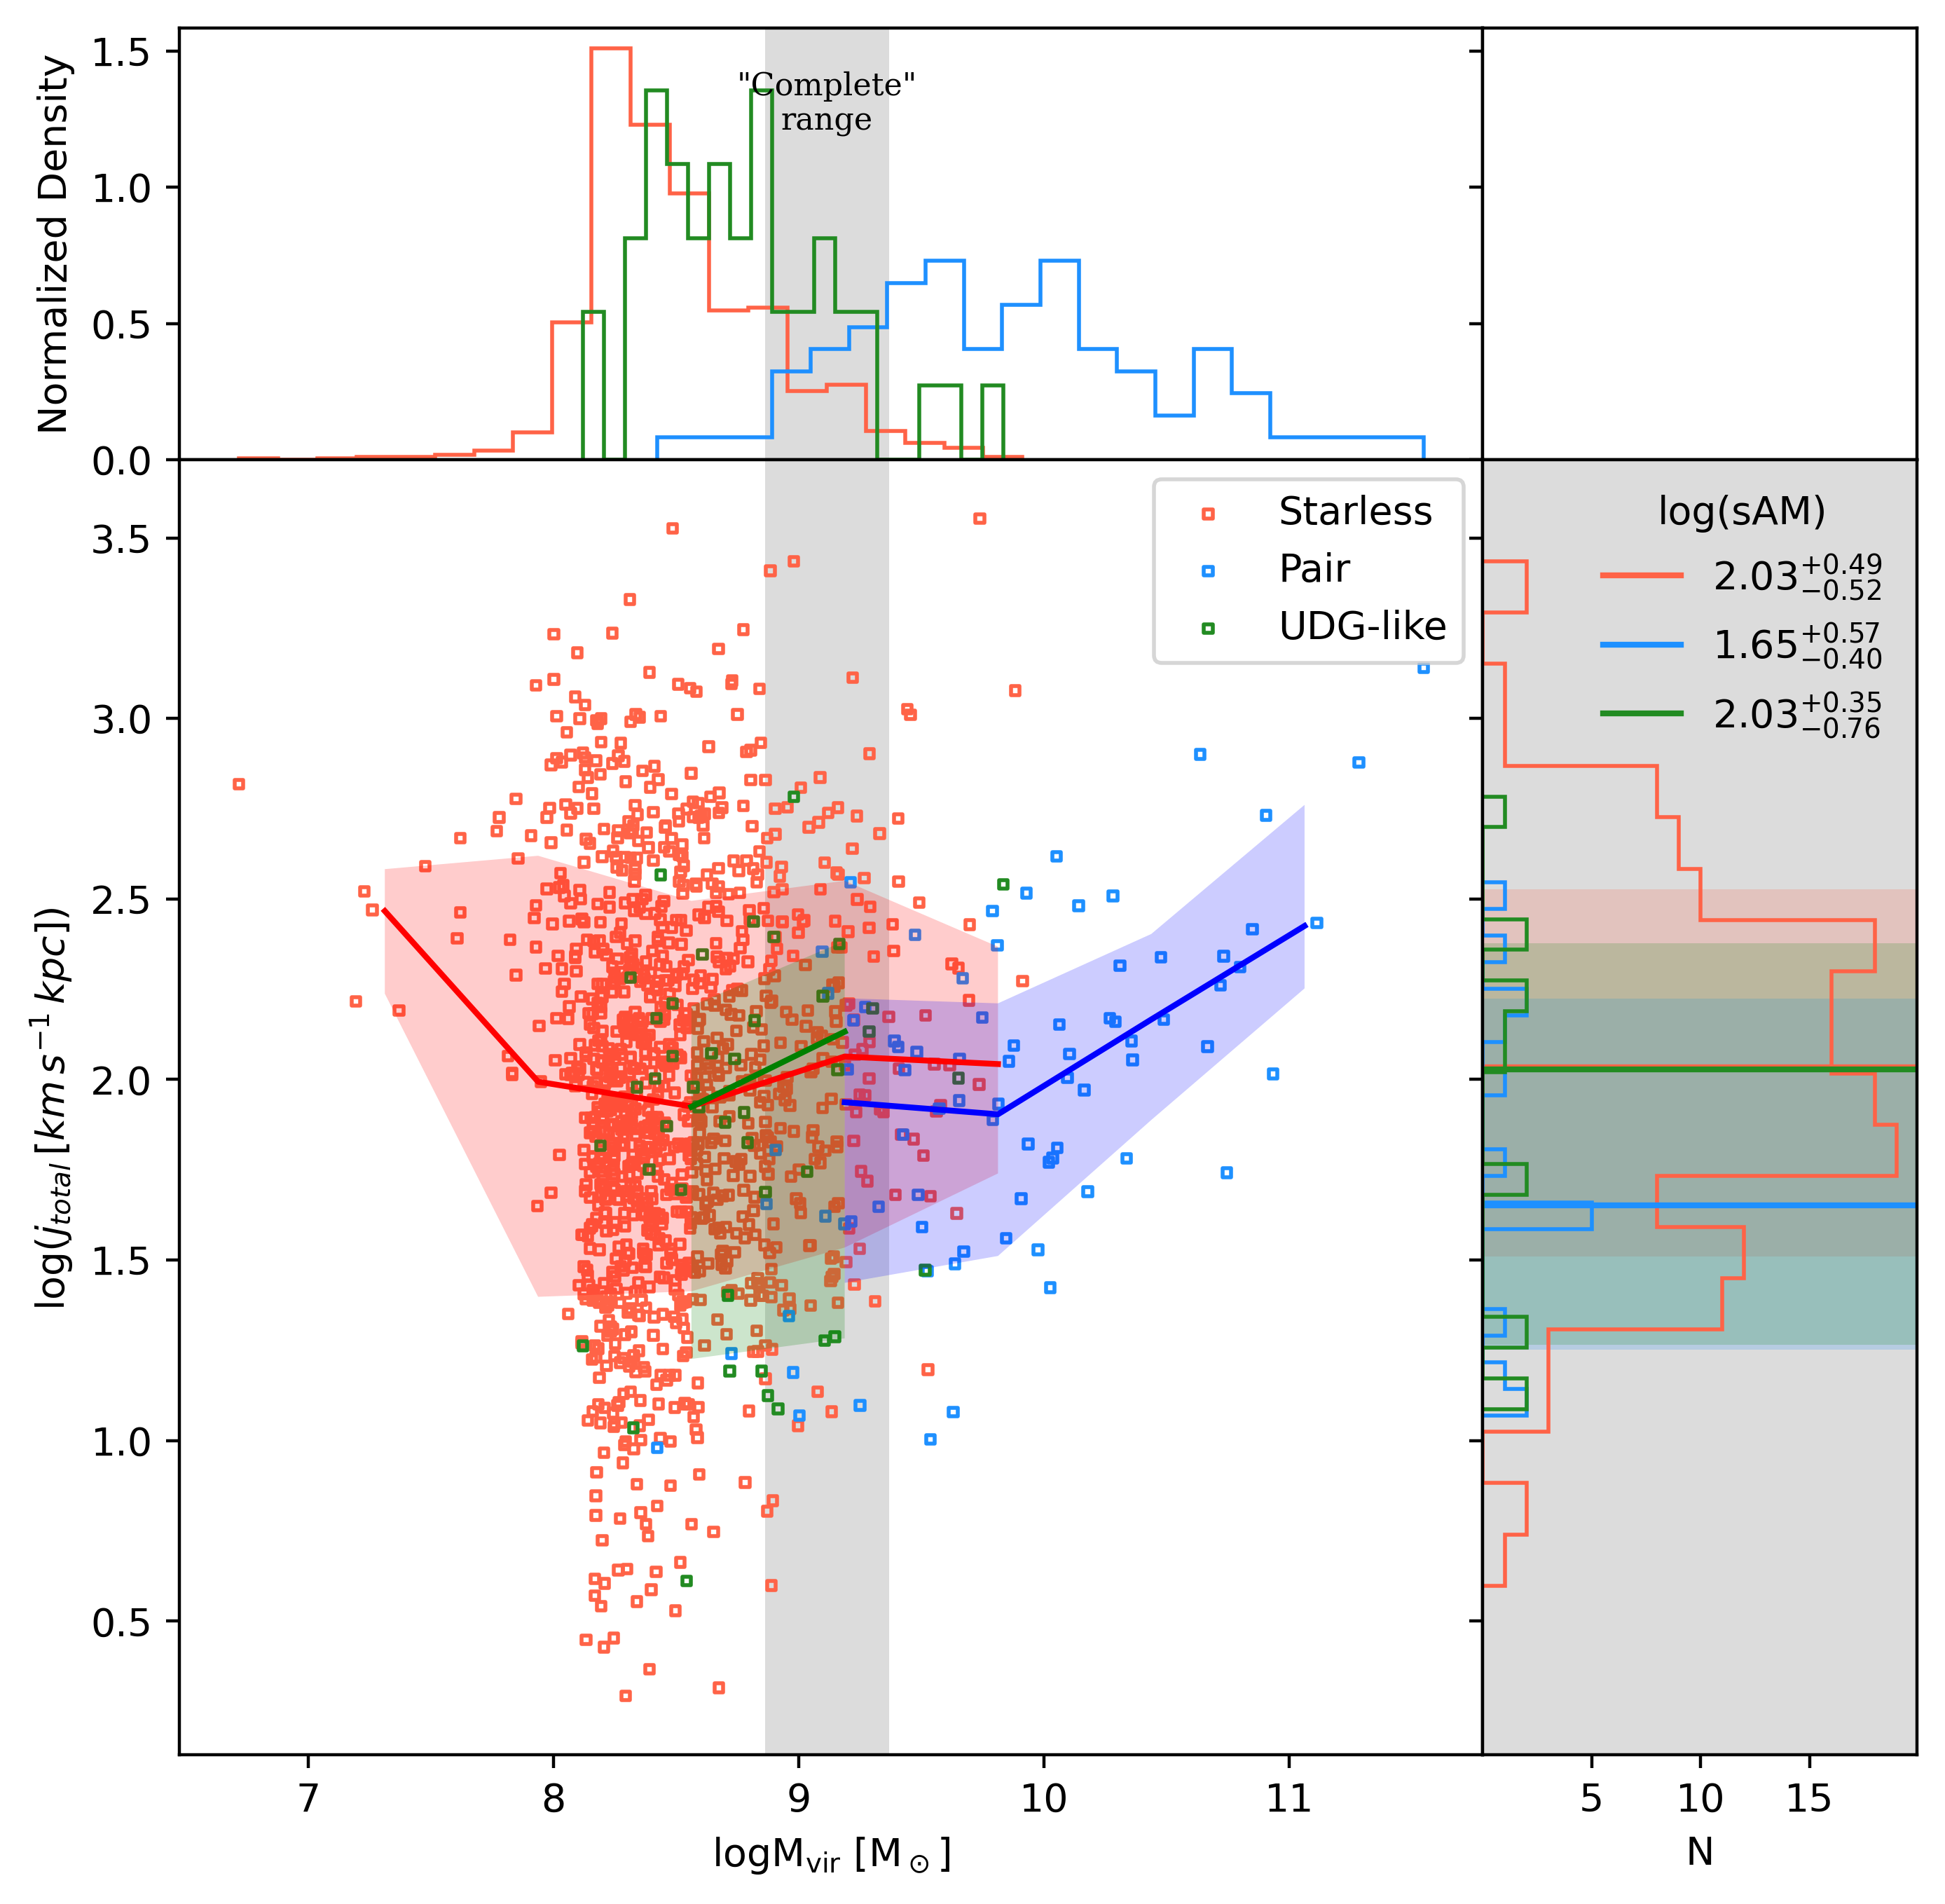 1.5
1.0
0.5
0.0
Normalized Density
"Complete"
range
3.5
3.0
2.5
2.0
1.5
1.0
0.5
log(j_total [km s^−1 kpc])
Starless
Pair
UDG-like
log(sAM)
2.03 +0.49 −0.52
1.65 +0.57 −0.40
2.03 +0.35 −0.76
7 8 9 10 11
logM_vir [M_⊙]
5 10 15
N